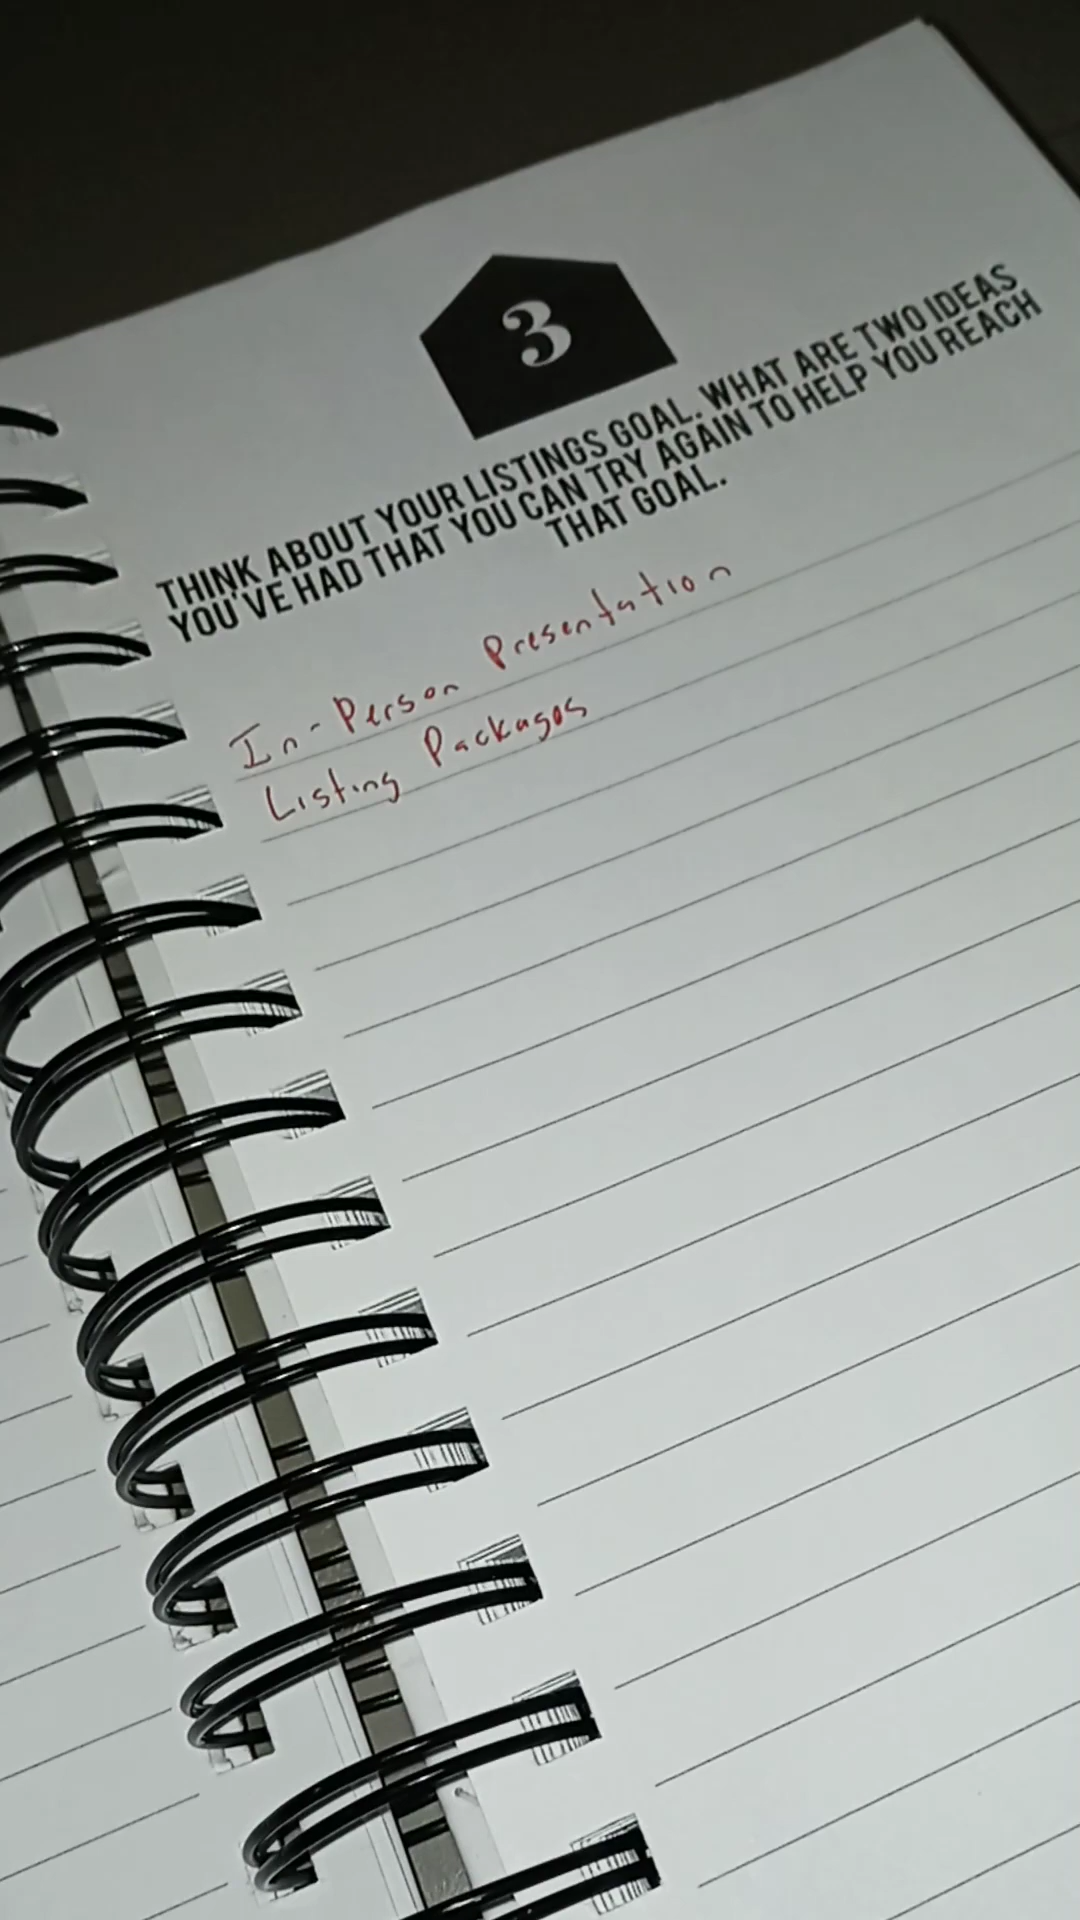 3
THINK ABOUT YOUR LISTINGS GOAL. WHAT ARE TWO IDEAS
YOU'VE HAD THAT YOU CAN TRY AGAIN TO HELP YOU REACH
THAT GOAL.
In-Person Presentation
Listing Packages